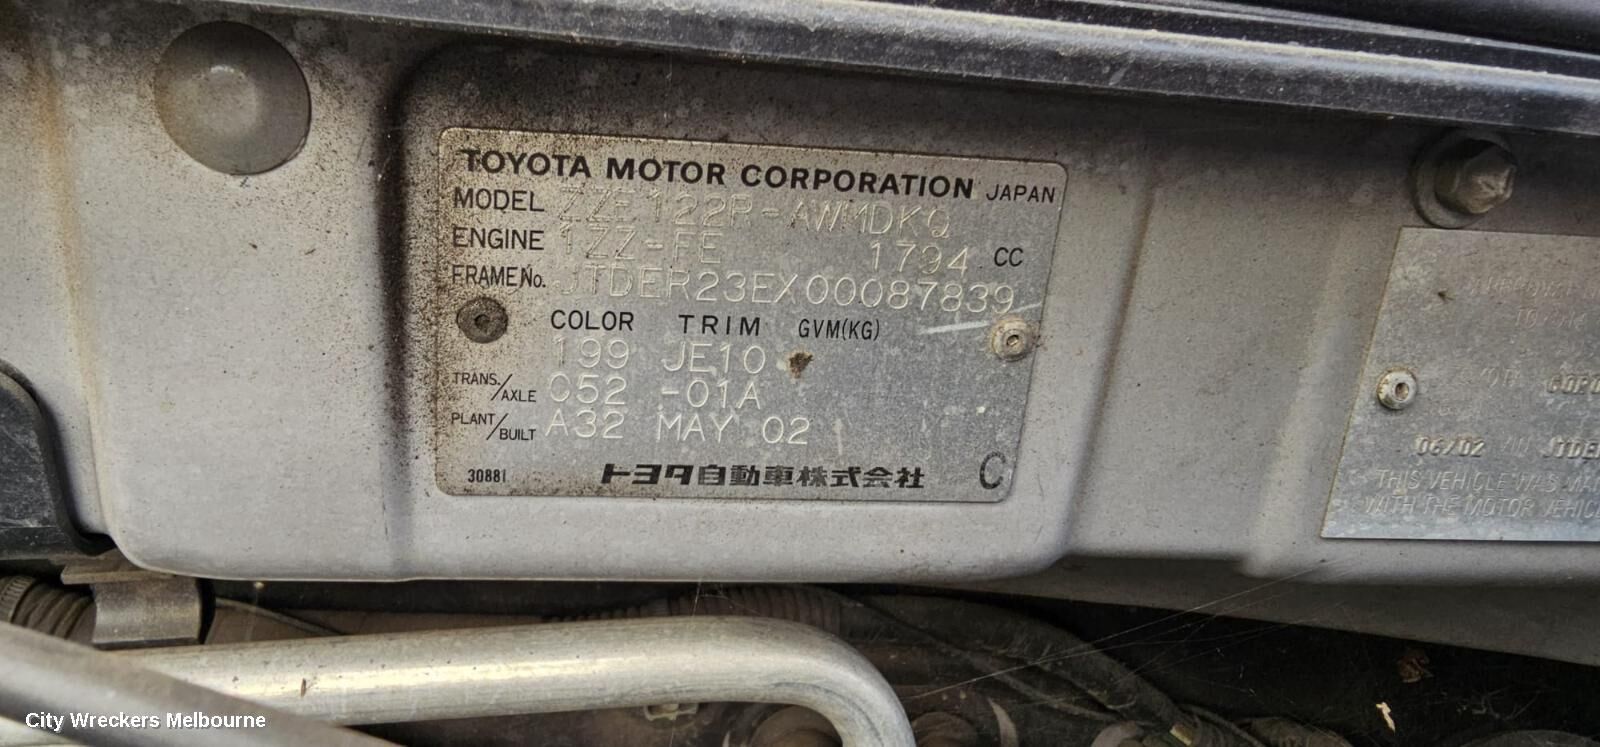 TOYOTA MOTOR CORPORATION JAPAN
MODEL ZZE122R-AWMDKQ
ENGINE 1ZZ-FE 1794 CC
FRAME No. JTDER23EX00087839
COLOR TRIM GVM(KG)
199 JE10
TRANS./AXLE C52 -01A
PLANT/BUILT A32 MAY 02
30881 トヨタ自動車株式会社 C
06/02 JTDE
THIS VEHICLE WAS MA
WITH THE MOTOR VEHIC
City Wreckers Melbourne